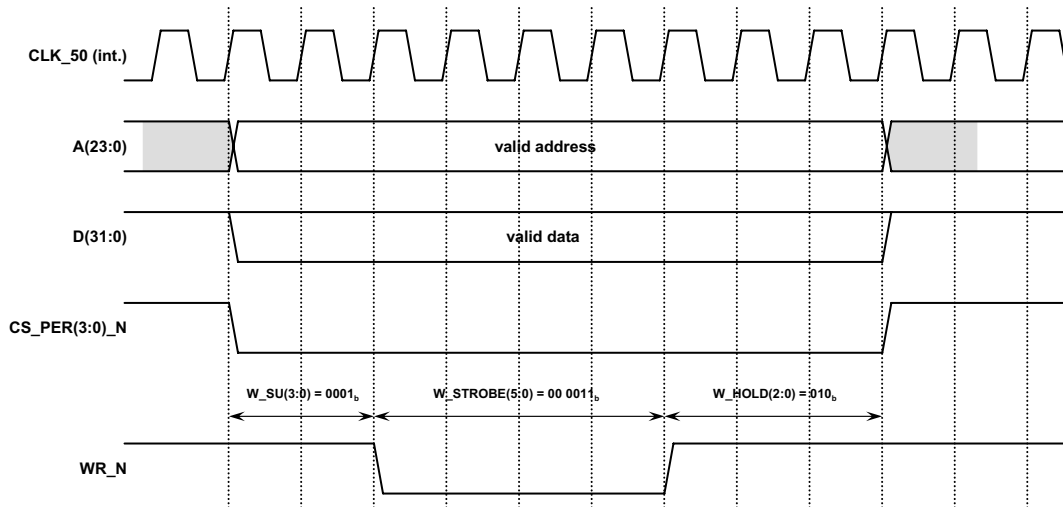 CLK_50 (int.)
A(23:0)
valid address
D(31:0)
valid data
CS_PER(3:0)_N
W_SU(3:0) = 0001b
W_STROBE(5:0) = 00 0011b
W_HOLD(2:0) = 010b
WR_N